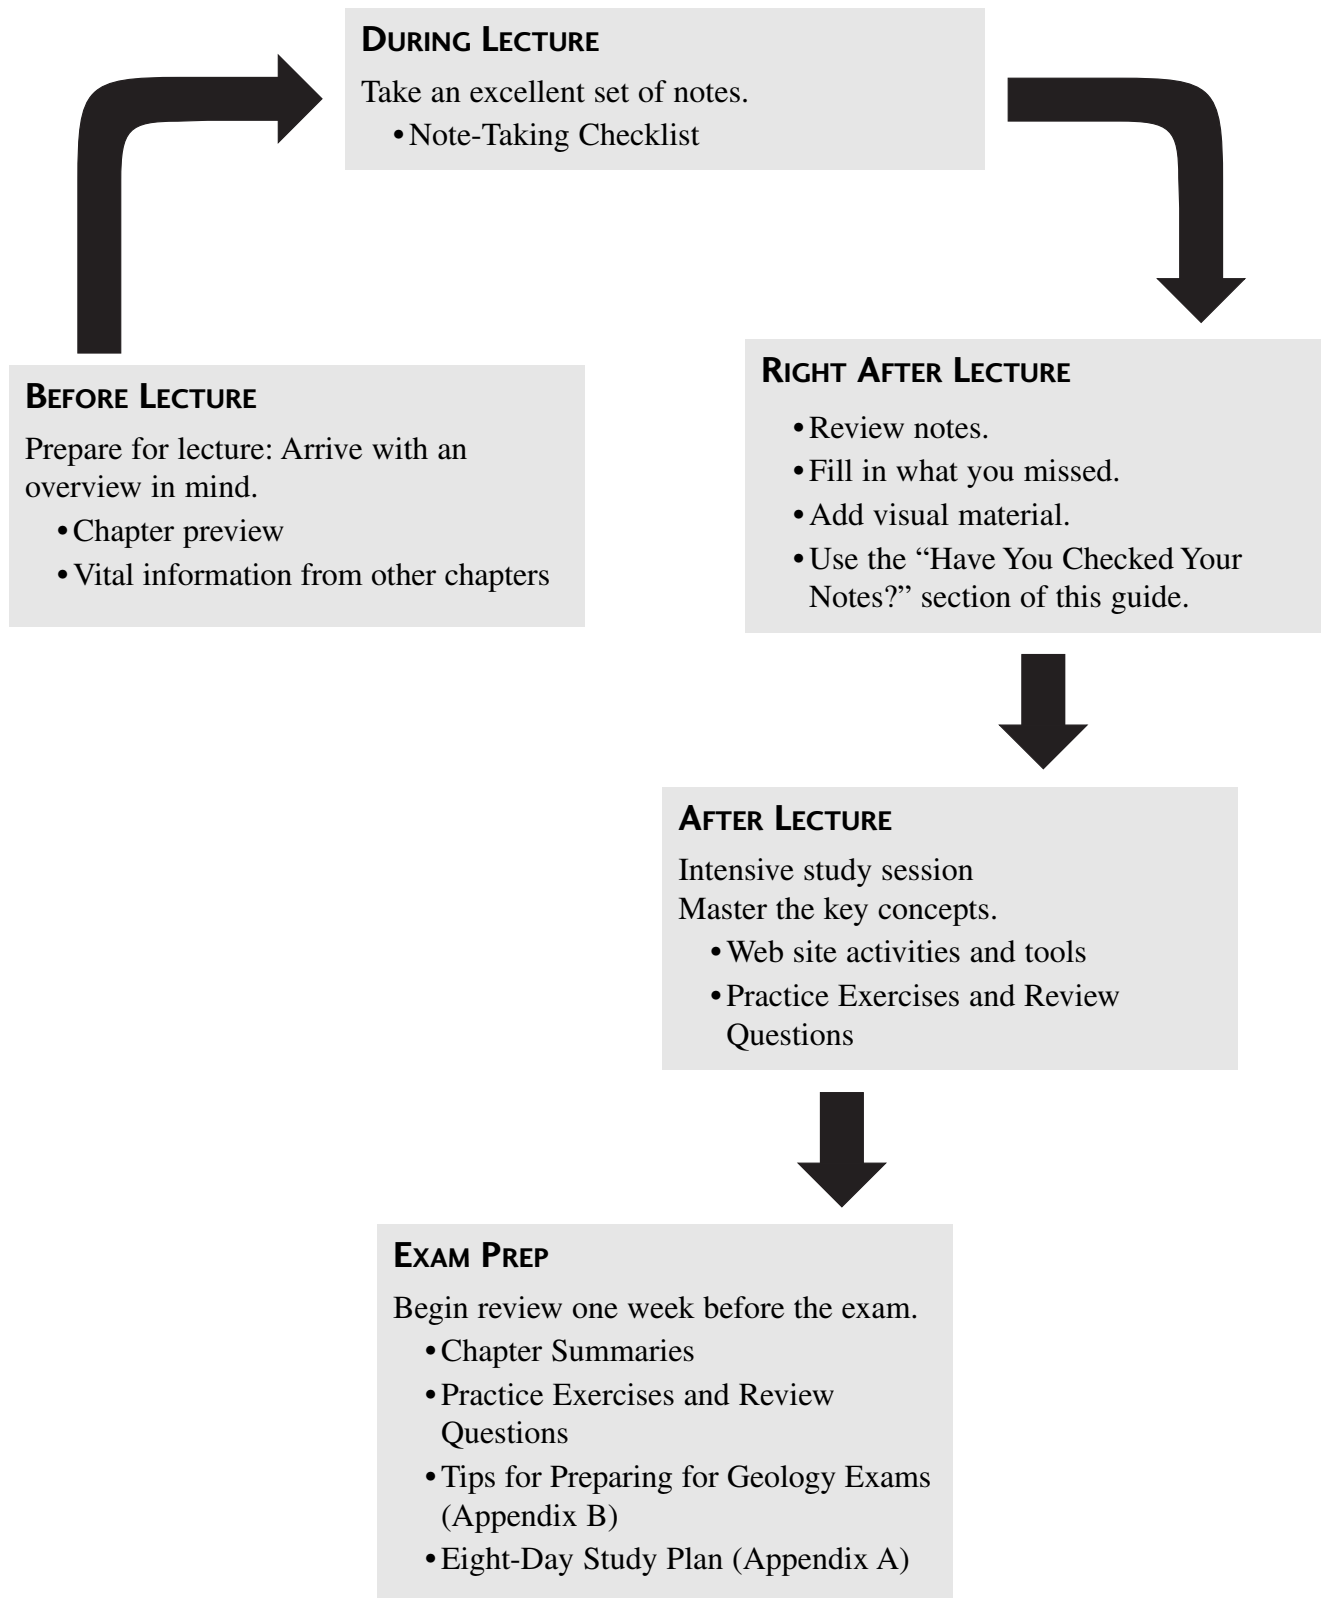 DURING LECTURE
Take an excellent set of notes.
• Note-Taking Checklist
BEFORE LECTURE
Prepare for lecture: Arrive with an
overview in mind.
• Chapter preview
• Vital information from other chapters
RIGHT AFTER LECTURE
• Review notes.
• Fill in what you missed.
• Add visual material.
• Use the “Have You Checked Your
Notes?” section of this guide.
AFTER LECTURE
Intensive study session
Master the key concepts.
• Web site activities and tools
• Practice Exercises and Review
Questions
EXAM PREP
Begin review one week before the exam.
• Chapter Summaries
• Practice Exercises and Review
Questions
• Tips for Preparing for Geology Exams
(Appendix B)
• Eight-Day Study Plan (Appendix A)